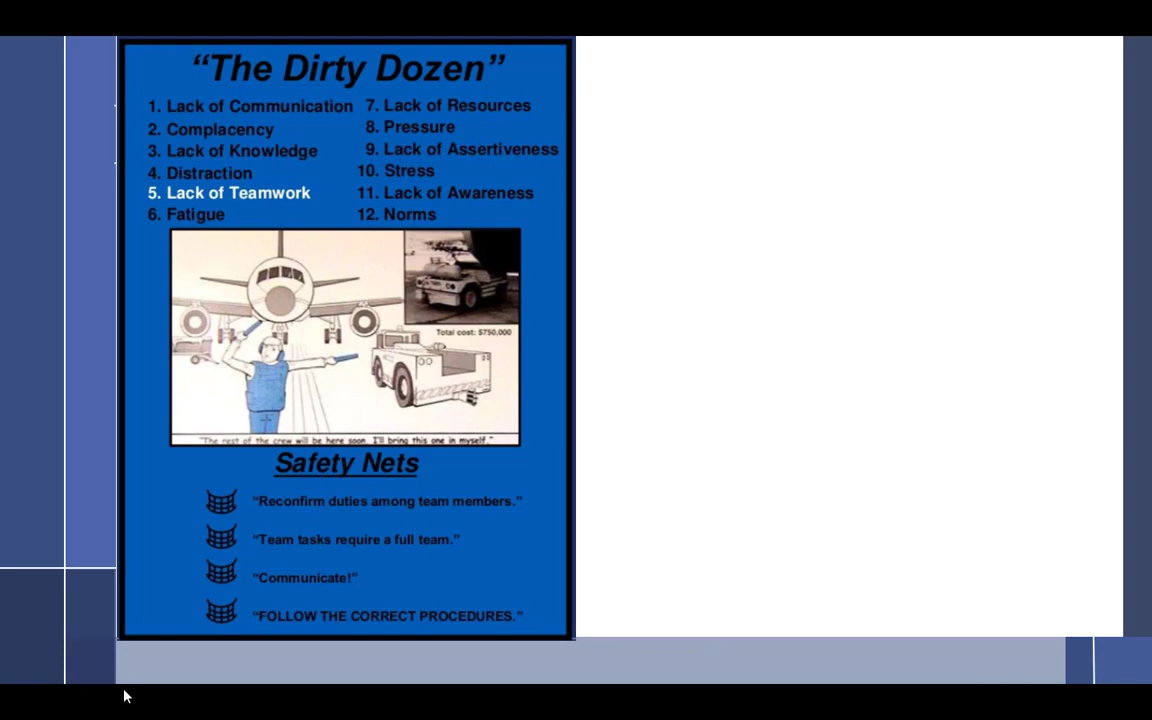 “The Dirty Dozen”
1. Lack of Communication
2. Complacency
3. Lack of Knowledge
4. Distraction
5. Lack of Teamwork
6. Fatigue
7. Lack of Resources
8. Pressure
9. Lack of Assertiveness
10. Stress
11. Lack of Awareness
12. Norms
Total cost: $750,000
"The rest of the crew will be here soon. I'll bring this one in myself."
Safety Nets
“Reconfirm duties among team members.”
“Team tasks require a full team.”
“Communicate!”
“FOLLOW THE CORRECT PROCEDURES.”